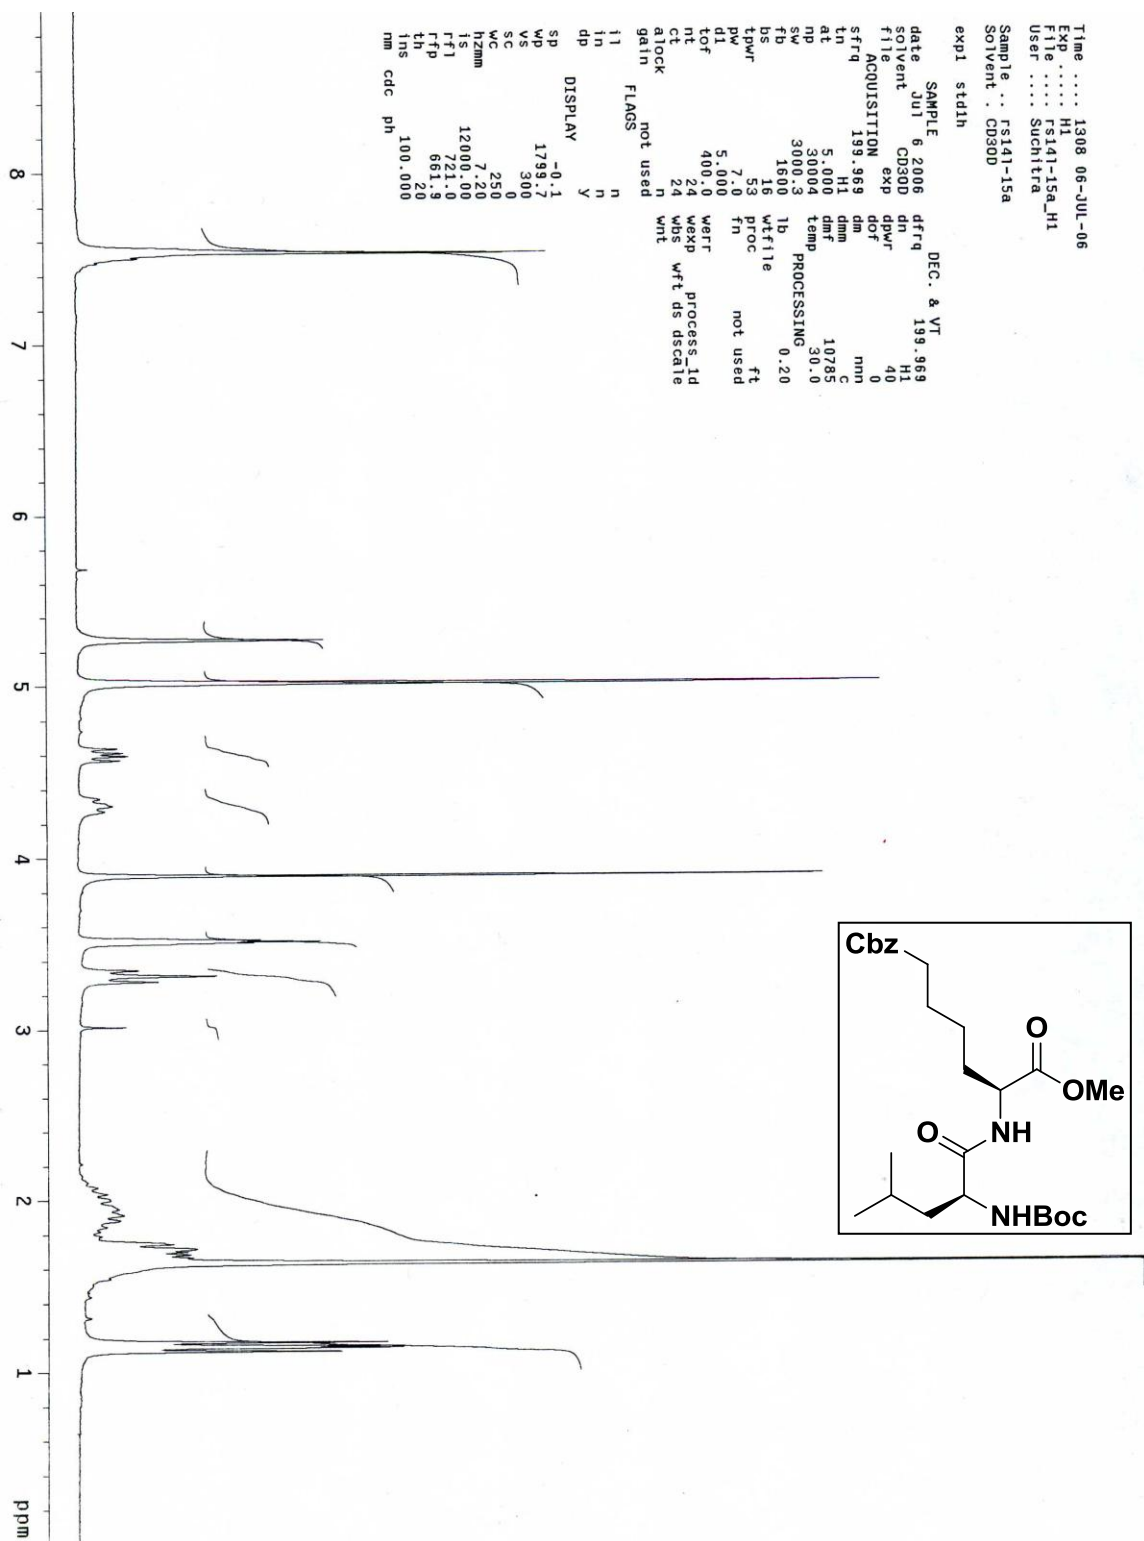 Time .... 1308 06-JUL-06
Exp ..... H1
File .... rs141-15a_H1
User .... Suchitra
Sample .. rs141-15a
Solvent . CD3OD
exp1 std1h
SAMPLE
date Jul 6 2006
solvent CD3OD
file exp
ACQUISITION
sfrq 199.969
tn H1
at 5.000
np 30004
sw 3000.3
fb 1600
bs 16
tpwr 53
pw 7.0
d1 5.000
tof 400.0
nt 24
ct 24
alock n
gain not used
FLAGS
il n
in n
dp y
DISPLAY
sp -0.1
wp 1799.7
vs 300
sc 0
wc 250
hzmm 7.20
is 12000.00
rfl 721.0
rfp 661.9
th 20
ins 100.000
nm cdc ph
DEC. & VT
dfrq 199.969
dn H1
dpwr 40
dof 0
dm nnn
dmm c
dmf 10785
temp 30.0
PROCESSING
lb 0.20
wtfile
proc ft
fn not used
werr
wexp process_1d
wbs wft ds dscale
wnt
Cbz
O
OMe
NH
O
NHBoc
8 7 6 5 4 3 2 1 ppm